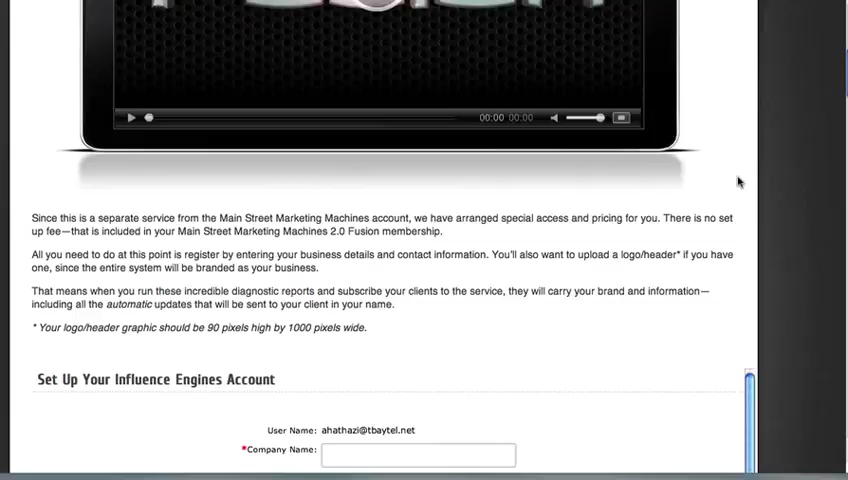 00:00 00:00
Since this is a separate service from the Main Street Marketing Machines account, we have arranged special access and pricing for you. There is no set
up fee—that is included in your Main Street Marketing Machines 2.0 Fusion membership.
All you need to do at this point is register by entering your business details and contact information. You'll also want to upload a logo/header* if you have
one, since the entire system will be branded as your business.
That means when you run these incredible diagnostic reports and subscribe your clients to the service, they will carry your brand and information—
including all the automatic updates that will be sent to your client in your name.
* Your logo/header graphic should be 90 pixels high by 1000 pixels wide.
Set Up Your Influence Engines Account
User Name: ahathazi@tbaytel.net
*Company Name: